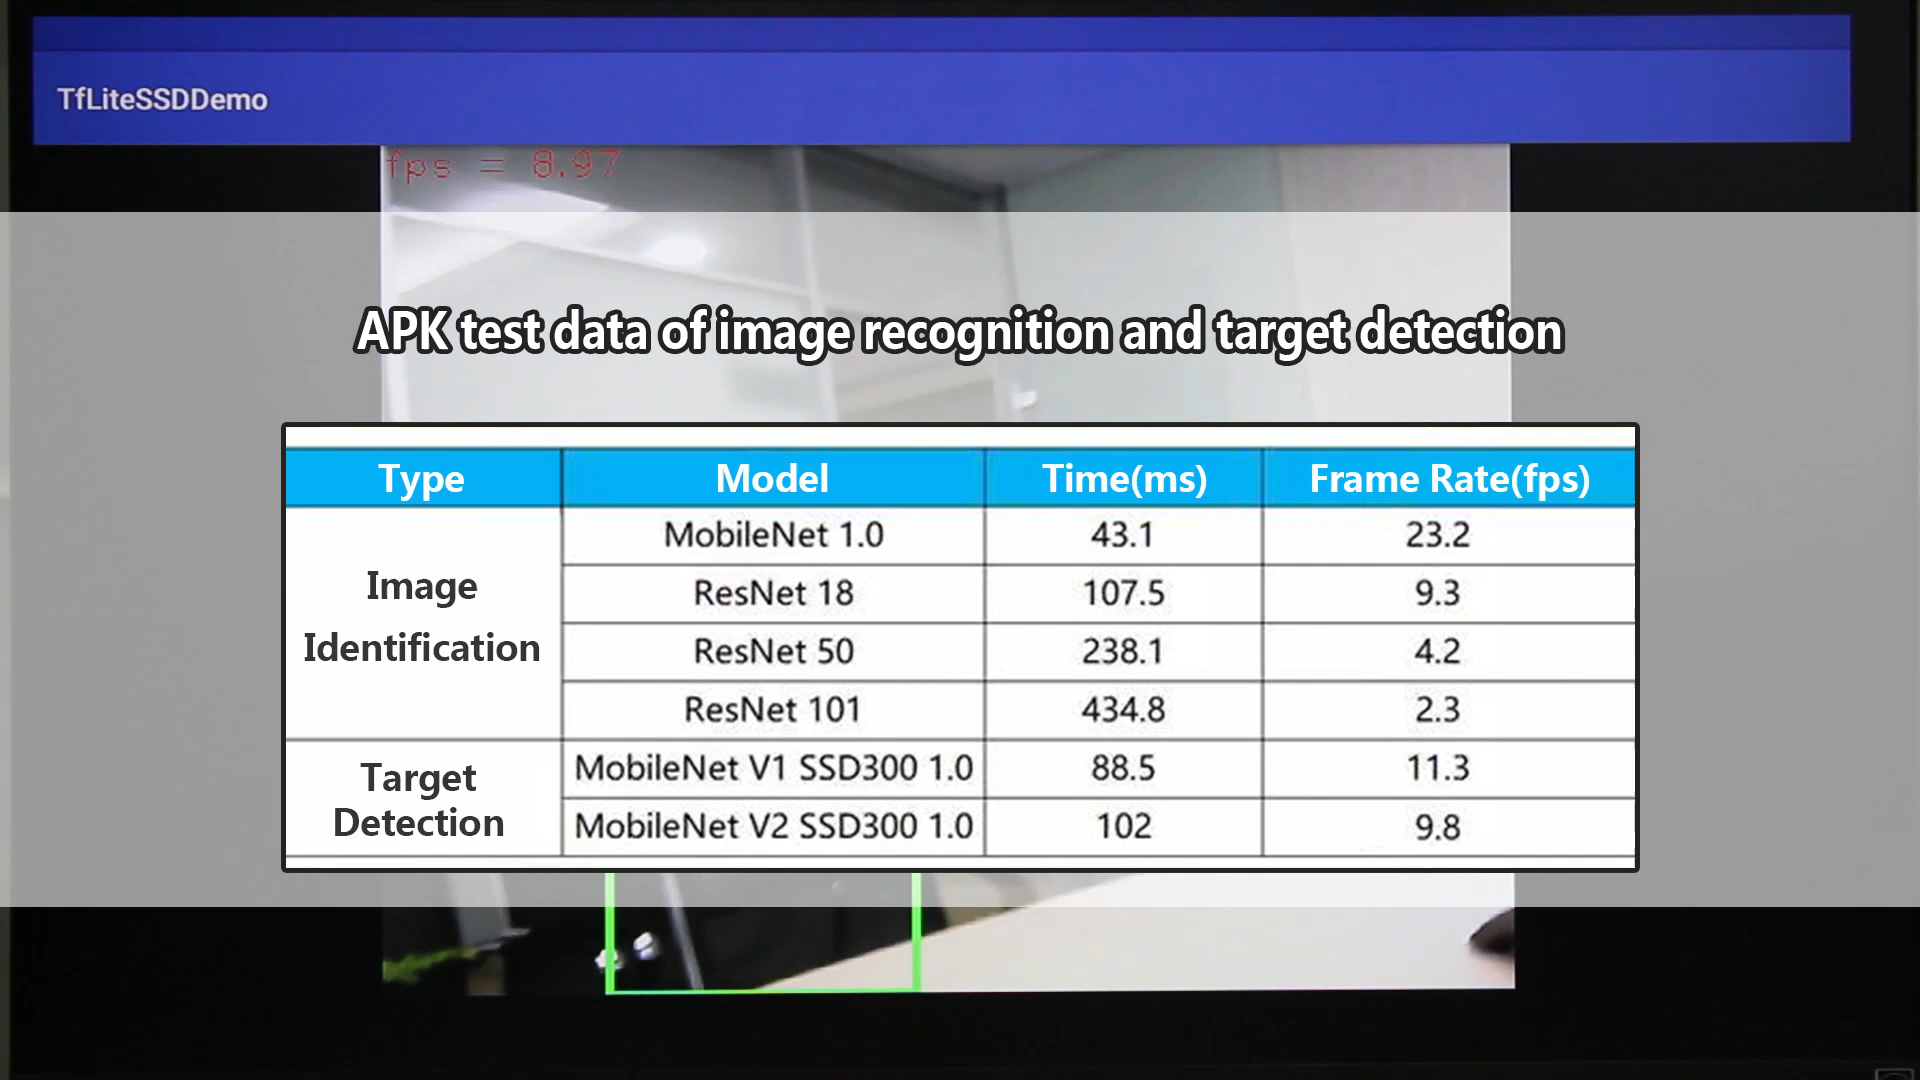 TfLiteSSDDemo
fps = 8.97
APK test data of image recognition and target detection
Type Model Time(ms) Frame Rate(fps)
Image Identification
MobileNet 1.0 43.1 23.2
ResNet 18 107.5 9.3
ResNet 50 238.1 4.2
ResNet 101 434.8 2.3
Target Detection
MobileNet V1 SSD300 1.0 88.5 11.3
MobileNet V2 SSD300 1.0 102 9.8